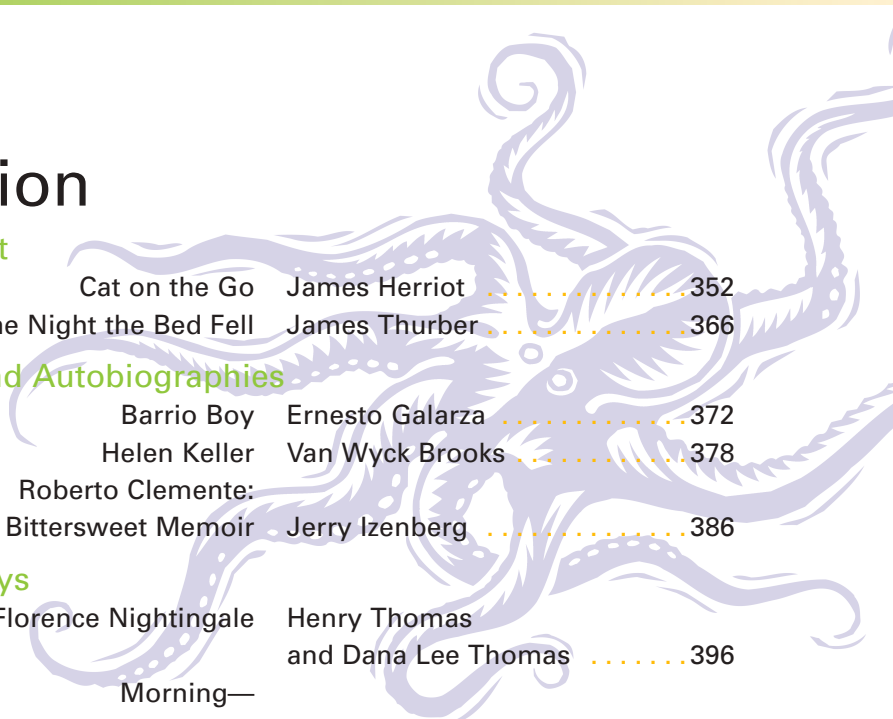 ion
t
Cat on the Go James Herriot . . . . . . . . . . . . . . 352
e Night the Bed Fell James Thurber . . . . . . . . . . . . . . 366
d Autobiographies
Barrio Boy Ernesto Galarza . . . . . . . . . . . . . 372
Helen Keller Van Wyck Brooks . . . . . . . . . . . . 378
Roberto Clemente:
Bittersweet Memoir Jerry Izenberg . . . . . . . . . . . . . . 386
ys
Florence Nightingale Henry Thomas
and Dana Lee Thomas . . . . . . . 396
Morning—